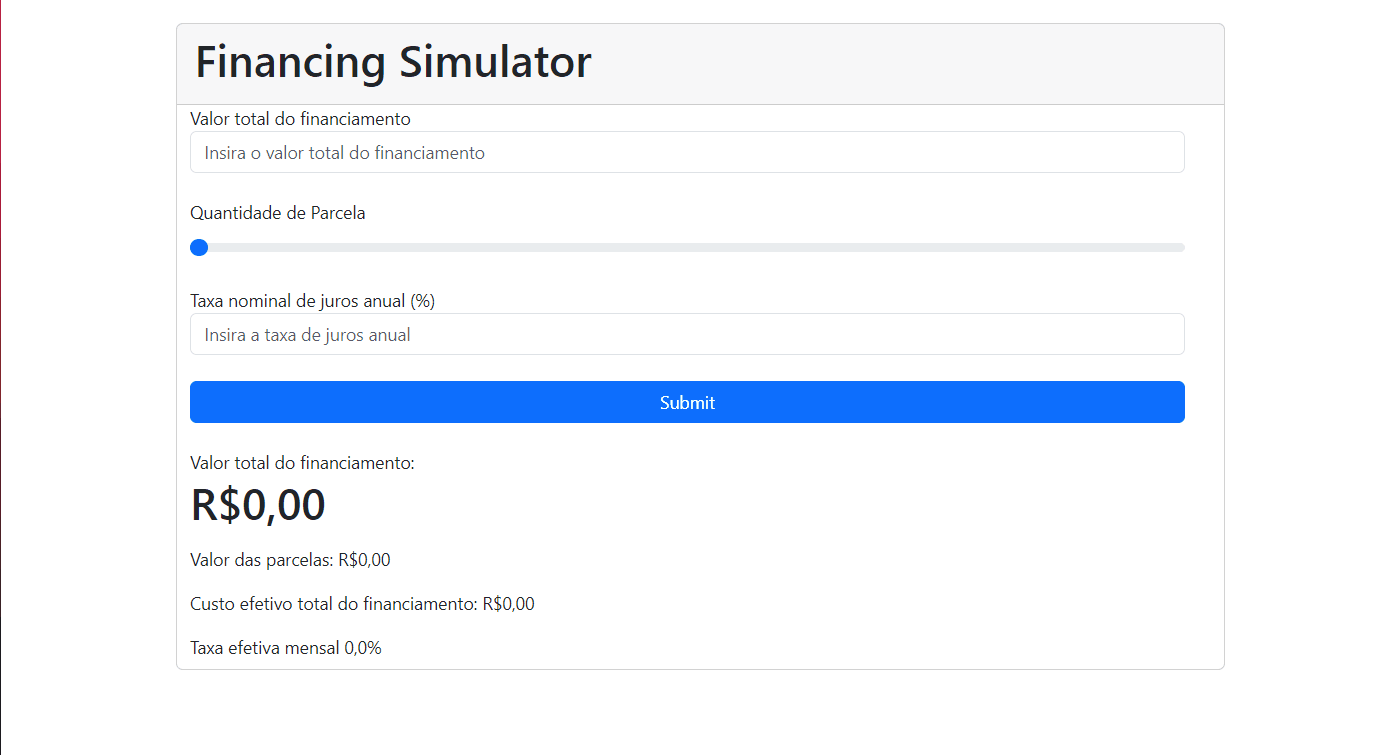 Financing Simulator
Valor total do financiamento
Insira o valor total do financiamento
Quantidade de Parcela
Taxa nominal de juros anual (%)
Insira a taxa de juros anual
Submit
Valor total do financiamento:
R$0,00
Valor das parcelas: R$0,00
Custo efetivo total do financiamento: R$0,00
Taxa efetiva mensal 0,0%